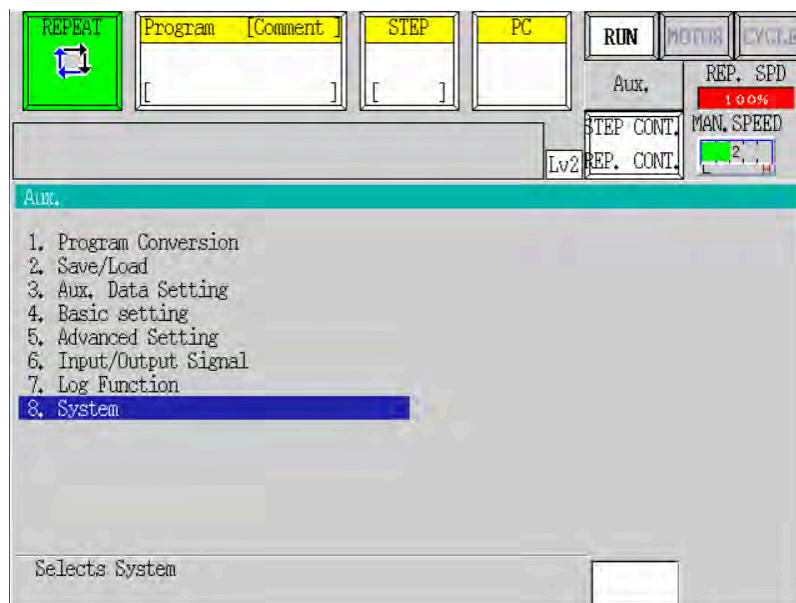 REPEAT
Program [Comment ]
[ ]
STEP
[ ]
PC
RUN
MOTOR
CYCLE
Aux.
REP. SPD
100%
STEP CONT.
REP. CONT.
MAN.SPEED
2
L H
Lv2
Aux.
1. Program Conversion
2. Save/Load
3. Aux. Data Setting
4. Basic setting
5. Advanced Setting
6. Input/Output Signal
7. Log Function
8. System
Selects System